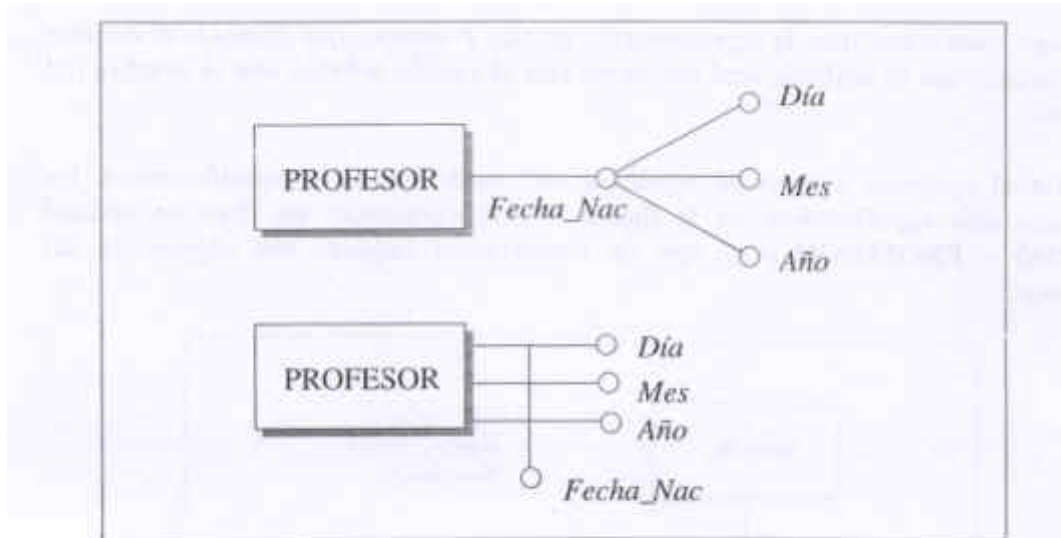 Día
PROFESOR
Mes
Fecha_Nac
Año
Día
PROFESOR
Mes
Año
Fecha_Nac